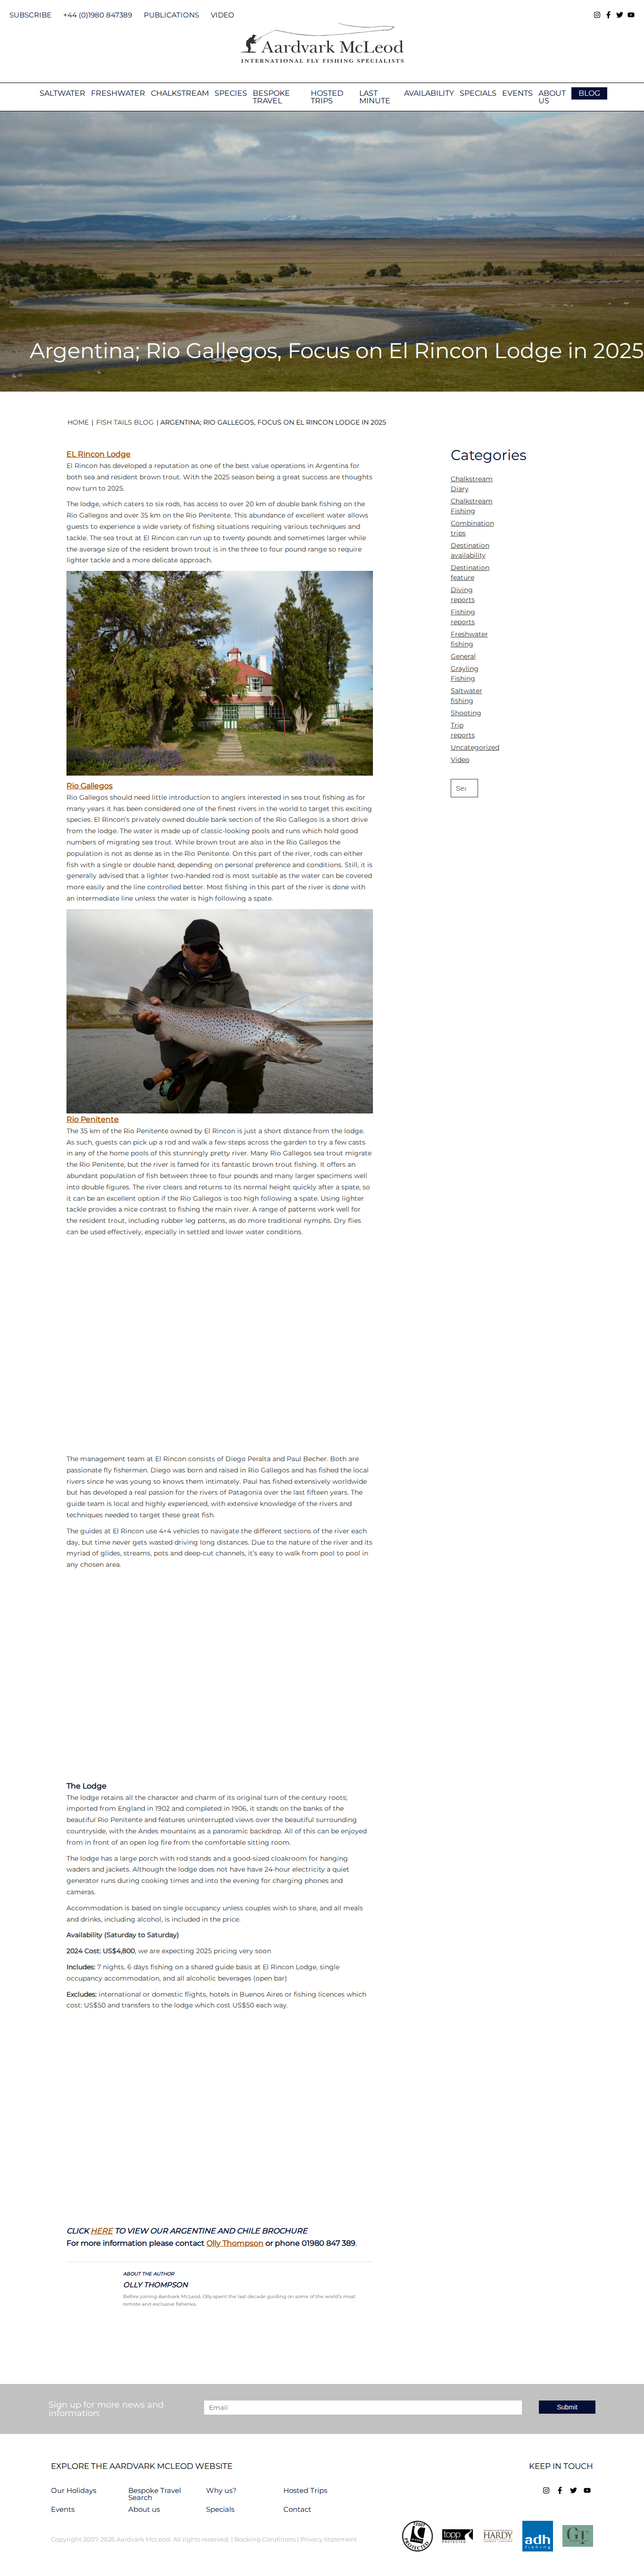 SUBSCRIBE +44 (0)1980 847389 PUBLICATIONS VIDEO
Aardvark McLeod
INTERNATIONAL FLY FISHING SPECIALISTS
SALTWATER FRESHWATER CHALKSTREAM SPECIES BESPOKE TRAVEL HOSTED TRIPS LAST MINUTE AVAILABILITY SPECIALS EVENTS ABOUT US BLOG
Argentina; Rio Gallegos, Focus on El Rincon Lodge in 2025
HOME | FISH TAILS BLOG | ARGENTINA; RIO GALLEGOS, FOCUS ON EL RINCON LODGE IN 2025
EL Rincon Lodge
El Rincon has developed a reputation as one of the best value operations in Argentina for
both sea and resident brown trout. With the 2025 season being a great success are thoughts
now turn to 2025.
The lodge, which caters to six rods, has access to over 20 km of double bank fishing on the
Rio Gallegos and over 35 km on the Rio Penitente. This abundance of excellent water allows
guests to experience a wide variety of fishing situations requiring various techniques and
tackle. The sea trout at El Rincon can run up to twenty pounds and sometimes larger while
the average size of the resident brown trout is in the three to four pound range so require
lighter tackle and a more delicate approach.
Rio Gallegos
Rio Gallegos should need little introduction to anglers interested in sea trout fishing as for
many years it has been considered one of the finest rivers in the world to target this exciting
species. El Rincon's privately owned double bank section of the Rio Gallegos is a short drive
from the lodge. The water is made up of classic-looking pools and runs which hold good
numbers of migrating sea trout. While brown trout are also in the Rio Gallegos the
population is not as dense as in the Rio Penitente. On this part of the river, rods can either
fish with a single or double hand, depending on personal preference and conditions. Still, it is
generally advised that a lighter two-handed rod is most suitable as the water can be covered
more easily and the line controlled better. Most fishing in this part of the river is done with
an intermediate line unless the water is high following a spate.
Rio Penitente
The 35 km of the Rio Penitente owned by El Rincon is just a short distance from the lodge.
As such, guests can pick up a rod and walk a few steps across the garden to try a few casts
in any of the home pools of this stunningly pretty river. Many Rio Gallegos sea trout migrate
the Rio Penitente, but the river is famed for its fantastic brown trout fishing. It offers an
abundant population of fish between three to four pounds and many larger specimens well
into double figures. The river clears and returns to its normal height quickly after a spate, so
it can be an excellent option if the Rio Gallegos is too high following a spate. Using lighter
tackle provides a nice contrast to fishing the main river. A range of patterns work well for
the resident trout, including rubber leg patterns, as do more traditional nymphs. Dry flies
can be used effectively, especially in settled and lower water conditions.
The management team at El Rincon consists of Diego Peralta and Paul Becher. Both are
passionate fly fishermen. Diego was born and raised in Rio Gallegos and has fished the local
rivers since he was young so knows them intimately. Paul has fished extensively worldwide
but has developed a real passion for the rivers of Patagonia over the last fifteen years. The
guide team is local and highly experienced, with extensive knowledge of the rivers and
techniques needed to target these great fish.
The guides at El Rincon use 4×4 vehicles to navigate the different sections of the river each
day, but time never gets wasted driving long distances. Due to the nature of the river and its
myriad of glides, streams, pots and deep-cut channels, it's easy to walk from pool to pool in
any chosen area.
The Lodge
The lodge retains all the character and charm of its original turn of the century roots;
imported from England in 1902 and completed in 1906, it stands on the banks of the
beautiful Rio Penitente and features uninterrupted views over the beautiful surrounding
countryside, with the Andes mountains as a panoramic backdrop. All of this can be enjoyed
from in front of an open log fire from the comfortable sitting room.
The lodge has a large porch with rod stands and a good-sized cloakroom for hanging
waders and jackets. Although the lodge does not have have 24-hour electricity a quiet
generator runs during cooking times and into the evening for charging phones and
cameras.
Accommodation is based on single occupancy unless couples wish to share, and all meals
and drinks, including alcohol, is included in the price.
Availability (Saturday to Saturday)
2024 Cost: US$4,800, we are expecting 2025 pricing very soon
Includes: 7 nights, 6 days fishing on a shared guide basis at El Rincon Lodge, single
occupancy accommodation, and all alcoholic beverages (open bar)
Excludes: international or domestic flights, hotels in Buenos Aires or fishing licences which
cost: US$50 and transfers to the lodge which cost US$50 each way.
CLICK HERE TO VIEW OUR ARGENTINE AND CHILE BROCHURE
For more information please contact Olly Thompson or phone 01980 847 389.
ABOUT THE AUTHOR
OLLY THOMPSON
Before joining Aardvark McLeod, Olly spent the last decade guiding on some of the world's most
remote and exclusive fisheries.
Categories
Chalkstream
Diary
Chalkstream
Fishing
Combination
trips
Destination
availability
Destination
feature
Diving
reports
Fishing
reports
Freshwater
fishing
General
Grayling
Fishing
Saltwater
fishing
Shooting
Trip
reports
Uncategorized
Video
Sign up for more news and
information:
Email
Submit
EXPLORE THE AARDVARK MCLEOD WEBSITE
KEEP IN TOUCH
Our Holidays Bespoke Travel Search Why us? Hosted Trips
Events About us Specials Contact
Copyright 2007-2026 Aardvark McLeod. All rights reserved. | Booking Conditions | Privacy Statement
PROTECTED
topp
PROTECTED
HARDY
adh
fishing